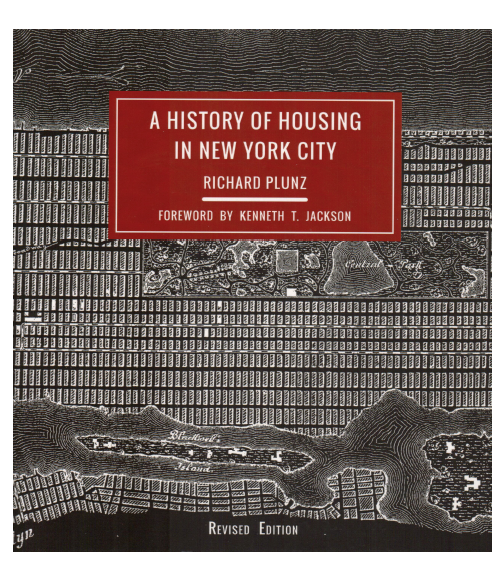 A HISTORY OF HOUSING
IN NEW YORK CITY
RICHARD PLUNZ
FOREWORD BY KENNETH T. JACKSON
Central Park
Blackwell's
Island
REVISED EDITION
yn